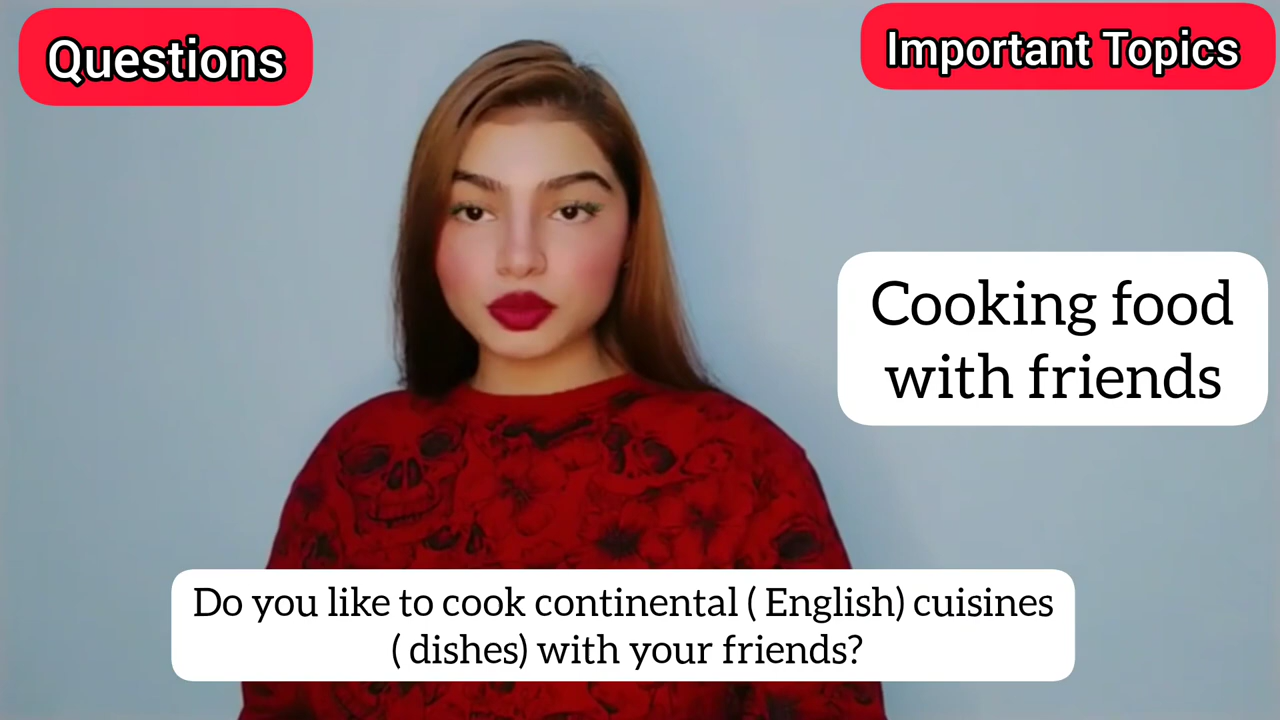 Questions
Important Topics
Cooking food
with friends
Do you like to cook continental ( English) cuisines
( dishes) with your friends?